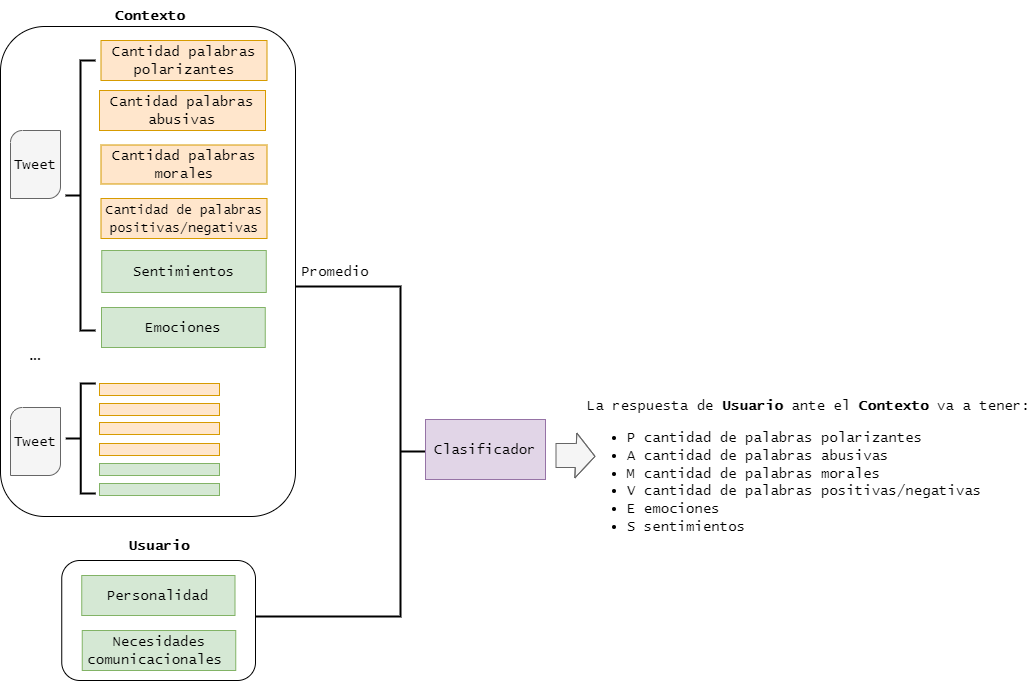 Contexto
Cantidad palabras
polarizantes
Cantidad palabras
abusivas
Tweet
Cantidad palabras
morales
Cantidad de palabras
positivas/negativas
Sentimientos
Promedio
Emociones
...
Tweet
Clasificador
La respuesta de Usuario ante el Contexto va a tener:
• P cantidad de palabras polarizantes
• A cantidad de palabras abusivas
• M cantidad de palabras morales
• V cantidad de palabras positivas/negativas
• E emociones
• S sentimientos
Usuario
Personalidad
Necesidades
comunicacionales